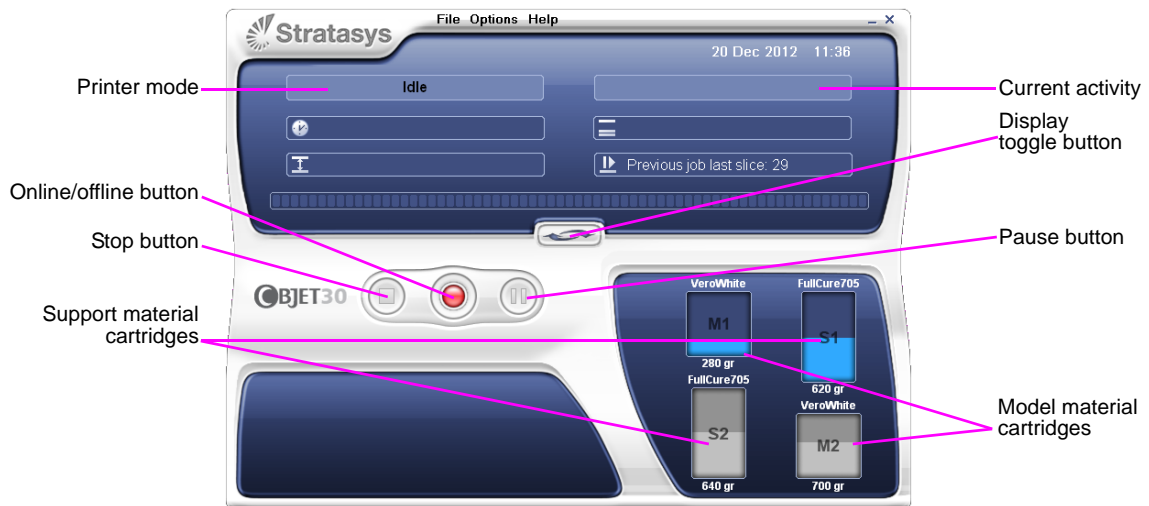 Stratasys
File Options Help
20 Dec 2012 11:36
Printer mode
Idle
Current activity
Display
toggle button
Previous job last slice: 29
Online/offline button
Stop button
Pause button
OBJET30
Support material
cartridges
VeroWhite
M1
280 gr
FullCure705
S1
620 gr
FullCure705
S2
640 gr
VeroWhite
M2
700 gr
Model material
cartridges